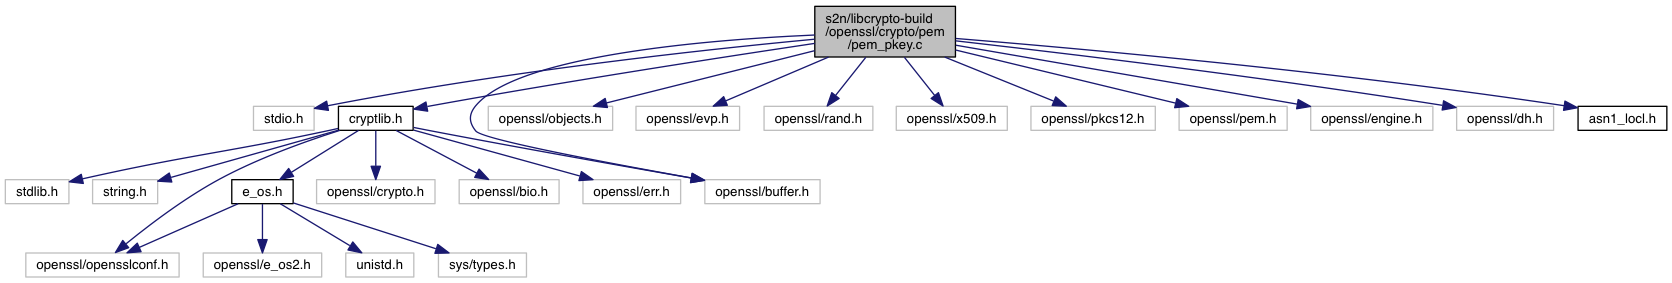 s2n/libcrypto-build
/openssl/crypto/pem
/pem_pkey.c
stdio.h
cryptlib.h
openssl/objects.h
openssl/evp.h
openssl/rand.h
openssl/x509.h
openssl/pkcs12.h
openssl/pem.h
openssl/engine.h
openssl/dh.h
asn1_locl.h
stdlib.h
string.h
e_os.h
openssl/crypto.h
openssl/bio.h
openssl/err.h
openssl/buffer.h
openssl/opensslconf.h
openssl/e_os2.h
unistd.h
sys/types.h